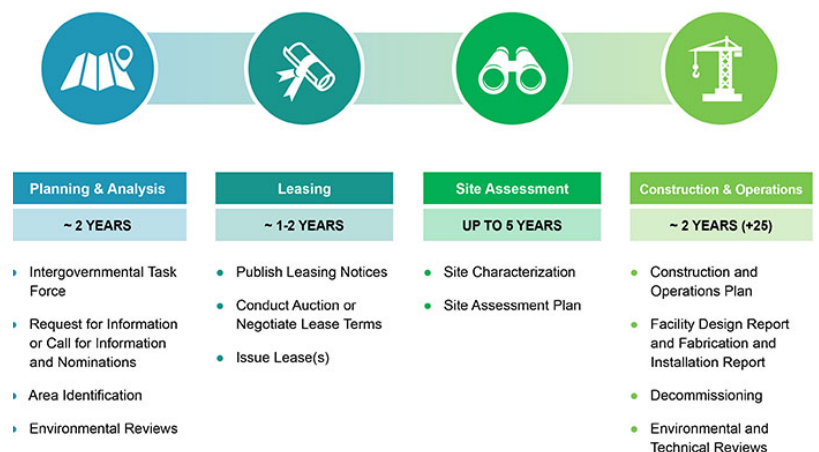 Planning & Analysis
~ 2 YEARS
Intergovernmental Task
Force
Request for Information
or Call for Information
and Nominations
Area Identification
Environmental Reviews
Leasing
~ 1-2 YEARS
Publish Leasing Notices
Conduct Auction or
Negotiate Lease Terms
Issue Lease(s)
Site Assessment
UP TO 5 YEARS
Site Characterization
Site Assessment Plan
Construction & Operations
~ 2 YEARS (+25)
Construction and
Operations Plan
Facility Design Report
and Fabrication and
Installation Report
Decommissioning
Environmental and
Technical Reviews